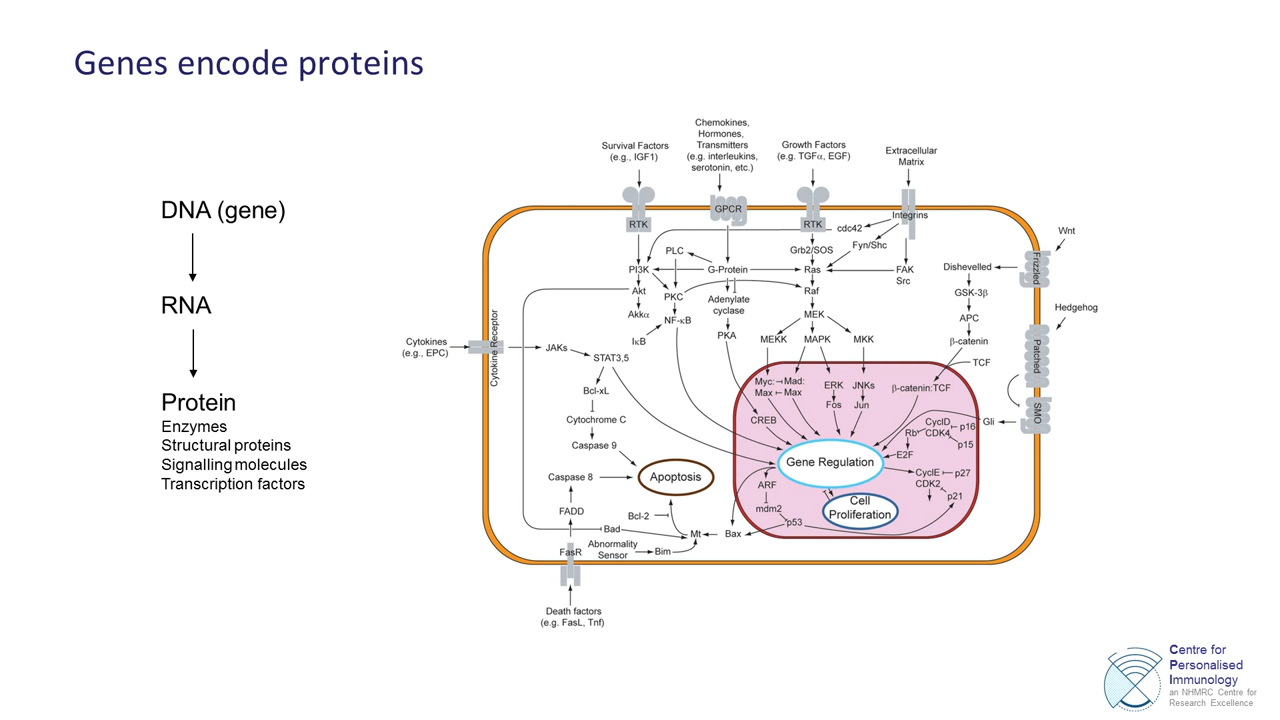 Genes encode proteins
DNA (gene)
RNA
Protein
Enzymes
Structural proteins
Signalling molecules
Transcription factors
Survival Factors
(e.g., IGF1)
Chemokines,
Hormones,
Transmitters
(e.g. interleukins,
serotonin, etc.)
Growth Factors
(e.g. TGFα, EGF)
Extracellular
Matrix
RTK
GPCR
RTK
Integrins
cdc42
Wnt
PLC
Grb2/SOS
Fyn/Shc
Frizzled
PI3K
G-Protein
Ras
FAK
Src
Dishevelled
Akt
PKC
Adenylate
cyclase
Raf
GSK-3β
Hedgehog
Akkα
NF-κB
MEK
APC
IκB
PKA
MEKK
MAPK
MKK
β-catenin
Patched
Cytokines
(e.g., EPC)
Cytokine Receptor
JAKs
STAT3,5
TCF
Myc:
Max
Mad:
Max
ERK
JNKs
β-catenin:TCF
Bcl-xL
Fos
Jun
SMO
Cytochrome C
CREB
CyclD
CDK4
p16
Gli
Rb
p15
Caspase 9
E2F
Gene Regulation
Caspase 8
Apoptosis
ARF
CyclE
CDK2
p27
p21
FADD
Bcl-2
mdm2
Cell
Proliferation
p53
Bad
Mt
Bax
FasR
Abnormality
Sensor
Bim
Death factors
(e.g. FasL, Tnf)
Centre for
Personalised
Immunology
an NHMRC Centre for
Research Excellence